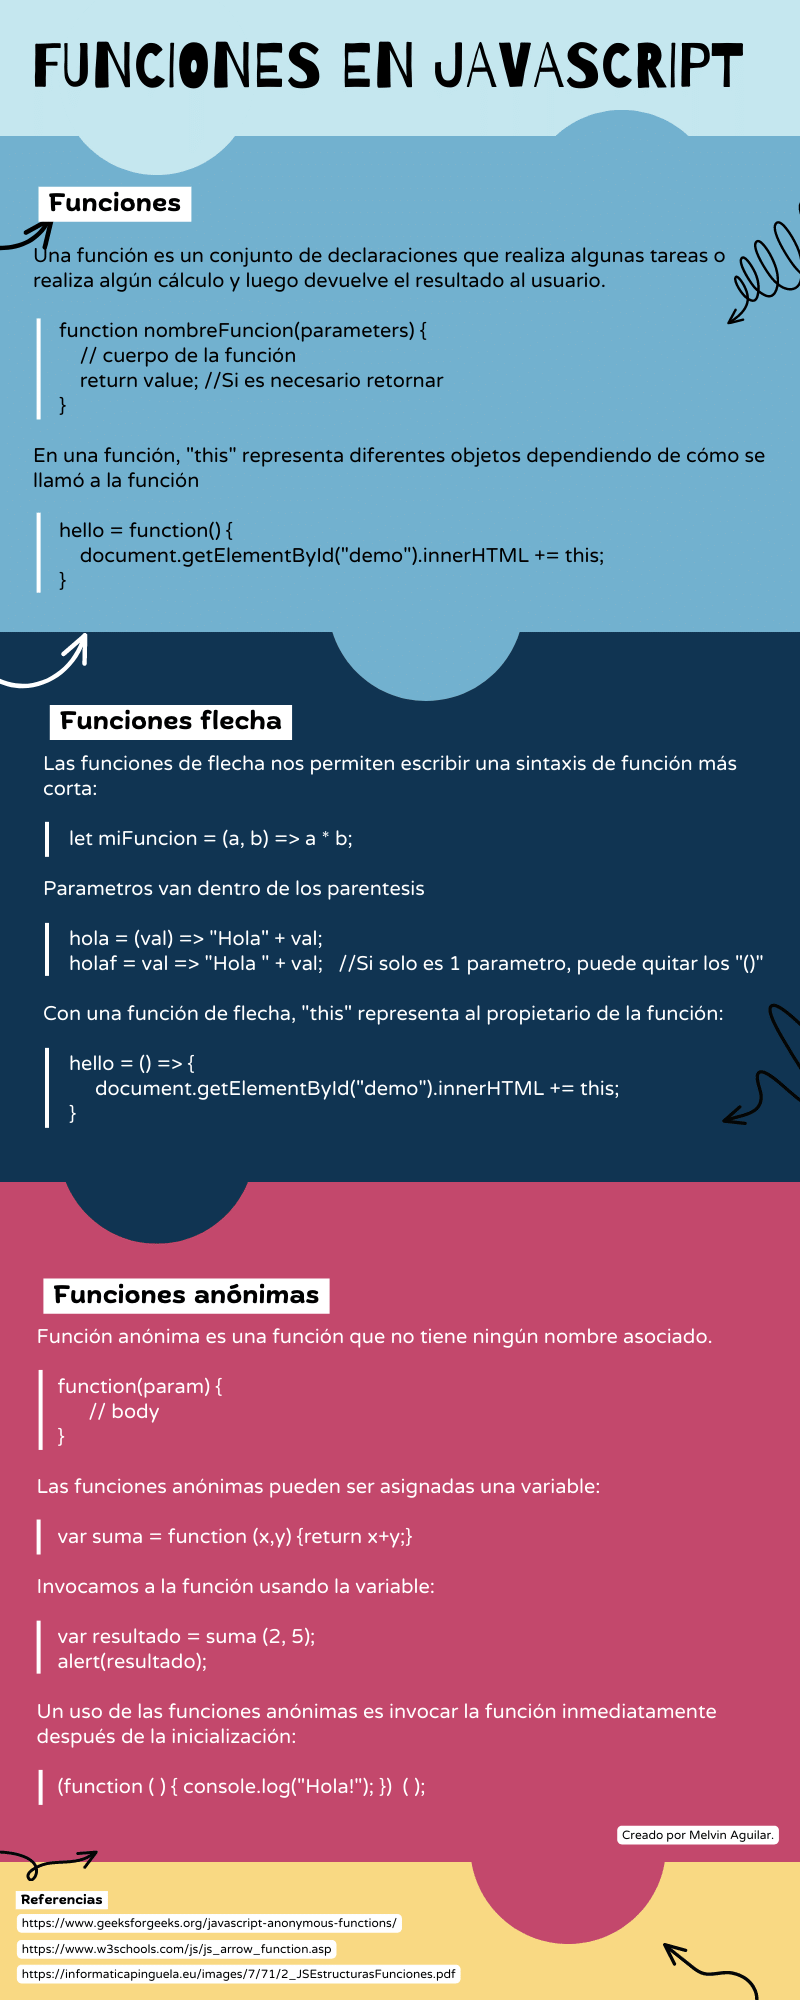 FUNCIONES EN JAVASCRIPT
Funciones
Una función es un conjunto de declaraciones que realiza algunas tareas o
realiza algún cálculo y luego devuelve el resultado al usuario.
function nombreFuncion(parameters) {
// cuerpo de la función
return value; //Si es necesario retornar
}
En una función, "this" representa diferentes objetos dependiendo de cómo se
llamó a la función
hello = function() {
document.getElementById("demo").innerHTML += this;
}
Funciones flecha
Las funciones de flecha nos permiten escribir una sintaxis de función más
corta:
let miFuncion = (a, b) => a * b;
Parametros van dentro de los parentesis
hola = (val) => "Hola" + val;
holaf = val => "Hola " + val; //Si solo es 1 parametro, puede quitar los "()"
Con una función de flecha, "this" representa al propietario de la función:
hello = () => {
document.getElementById("demo").innerHTML += this;
}
Funciones anónimas
Función anónima es una función que no tiene ningún nombre asociado.
function(param) {
// body
}
Las funciones anónimas pueden ser asignadas una variable:
var suma = function (x,y) {return x+y;}
Invocamos a la función usando la variable:
var resultado = suma (2, 5);
alert(resultado);
Un uso de las funciones anónimas es invocar la función inmediatamente
después de la inicialización:
(function ( ) { console.log("Hola!"); }) ( );
Creado por Melvin Aguilar.
Referencias
https://www.geeksforgeeks.org/javascript-anonymous-functions/
https://www.w3schools.com/js/js_arrow_function.asp
https://informaticapinguela.eu/images/7/71/2_JSEstructurasFunciones.pdf